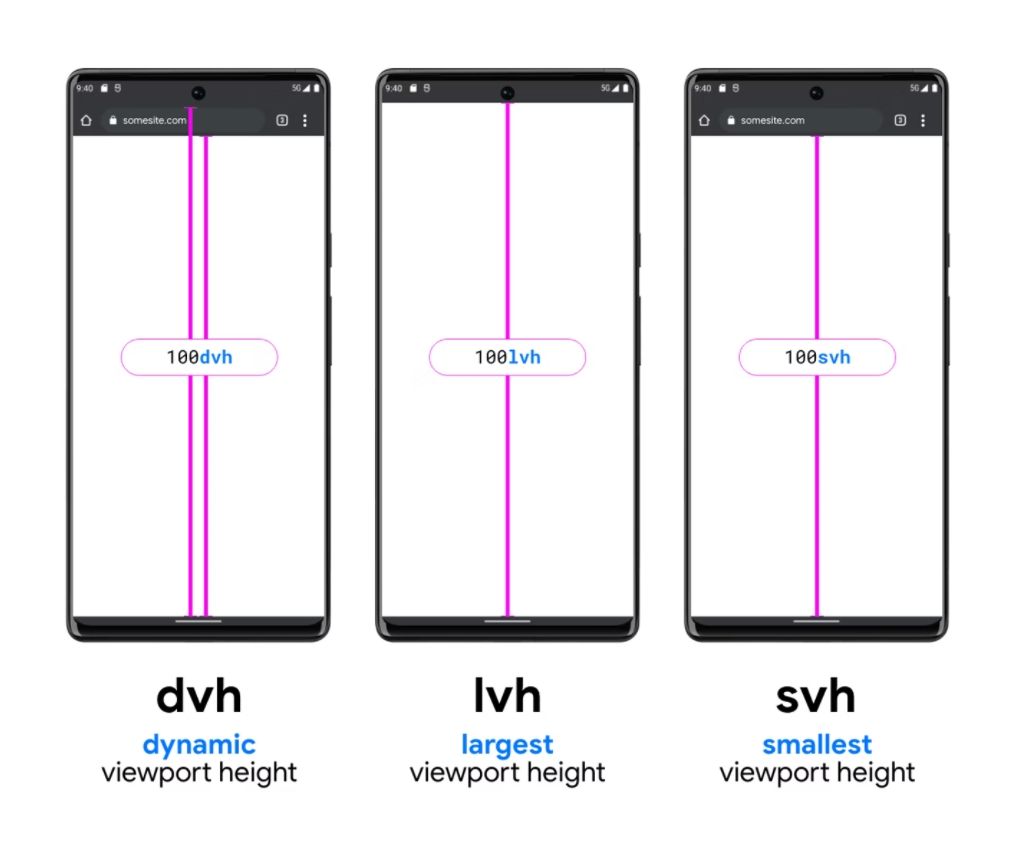 9:40
5G
somesite.com
3
100dvh
dvh
dynamic
viewport height
9:40
5G
100lvh
lvh
largest
viewport height
9:40
5G
somesite.com
3
100svh
svh
smallest
viewport height